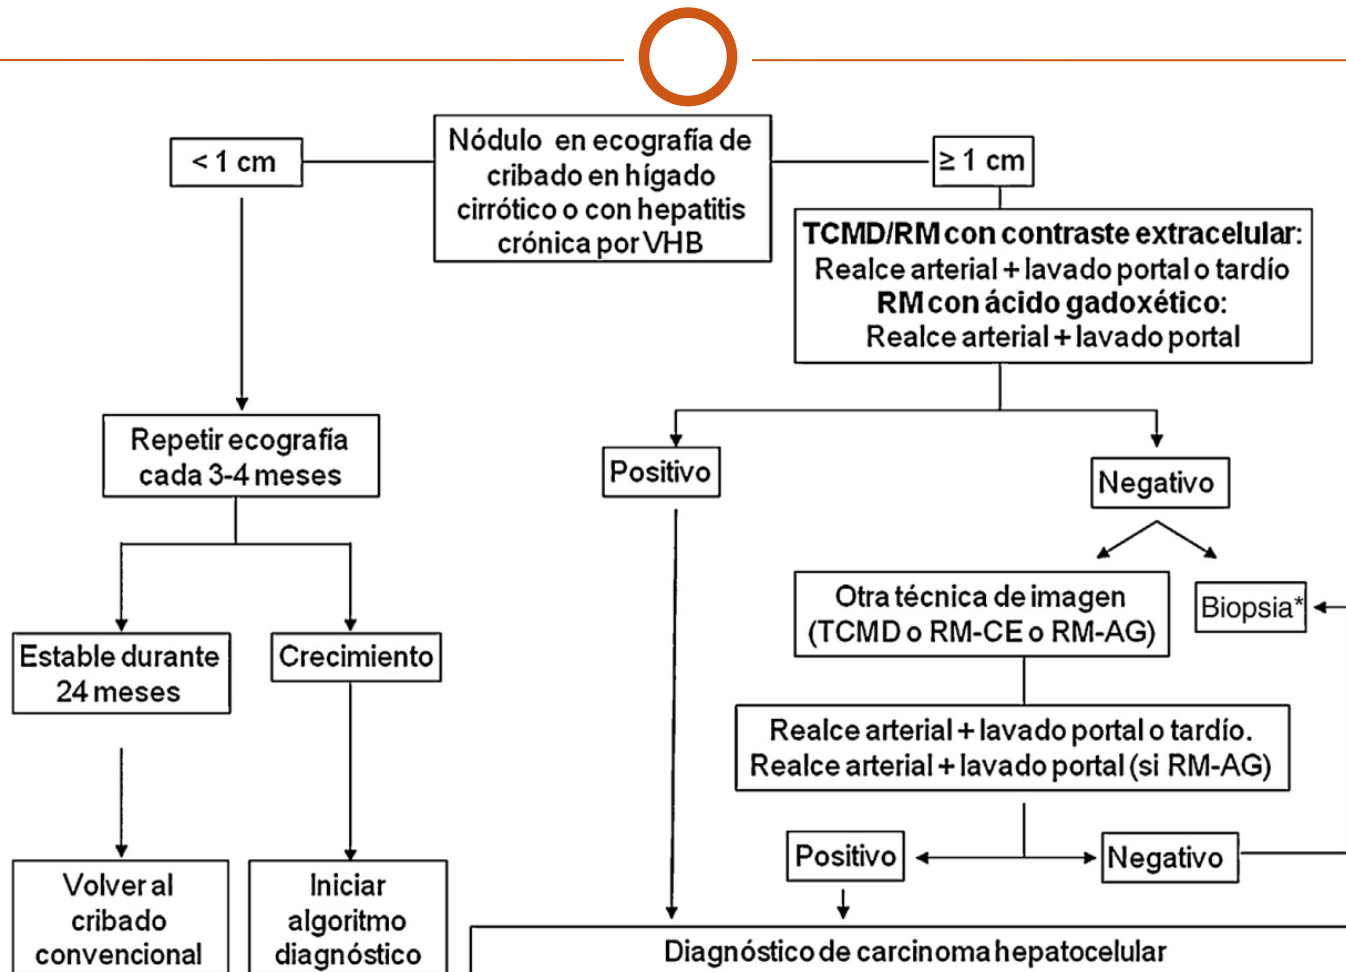 Nódulo en ecografía de
cribado en hígado
cirrótico o con hepatitis
crónica por VHB
< 1 cm
≥ 1 cm
TCMD/RM con contraste extracelular:
Realce arterial + lavado portal o tardío
RM con ácido gadoxético:
Realce arterial + lavado portal
Repetir ecografía
cada 3-4 meses
Positivo
Negativo
Estable durante
24 meses
Crecimiento
Otra técnica de imagen
(TCMD o RM-CE o RM-AG)
Biopsia*
Realce arterial + lavado portal o tardío.
Realce arterial + lavado portal (si RM-AG)
Positivo
Negativo
Volver al
cribado
convencional
Iniciar
algoritmo
diagnóstico
Diagnóstico de carcinoma hepatocelular